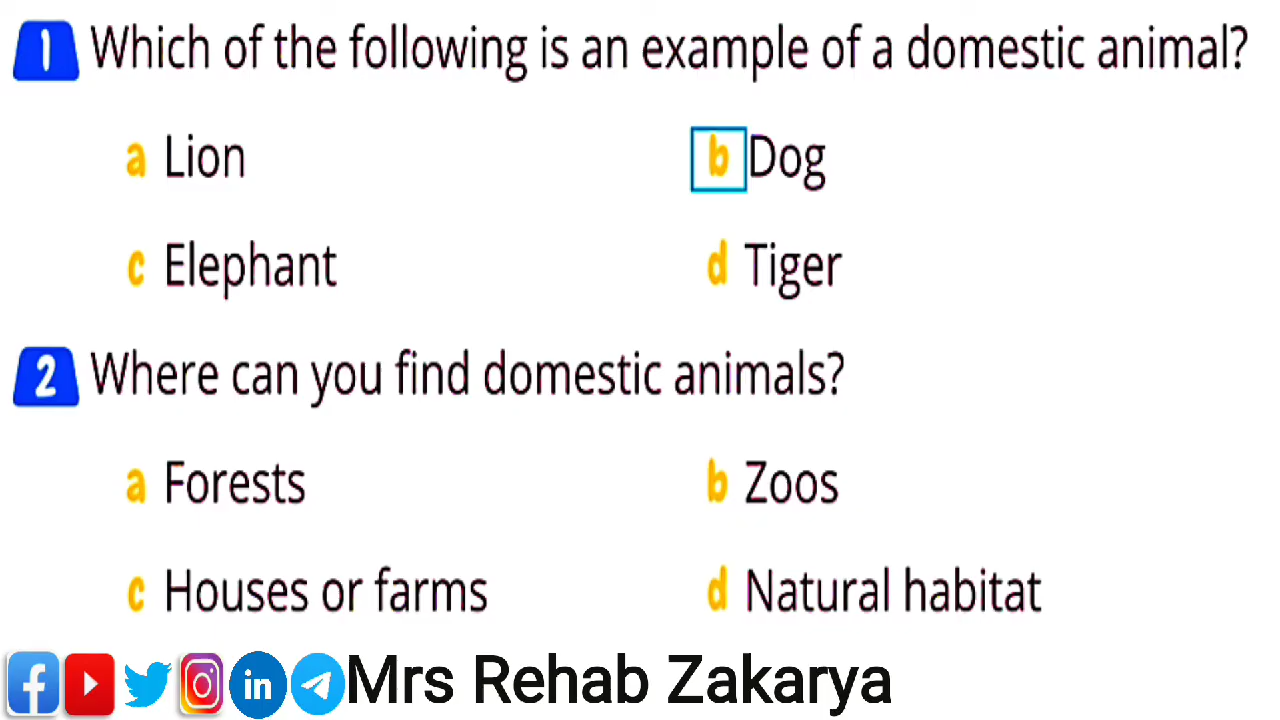 1 Which of the following is an example of a domestic animal?
a Lion b Dog
c Elephant d Tiger
2 Where can you find domestic animals?
a Forests b Zoos
c Houses or farms d Natural habitat
f in Mrs Rehab Zakarya